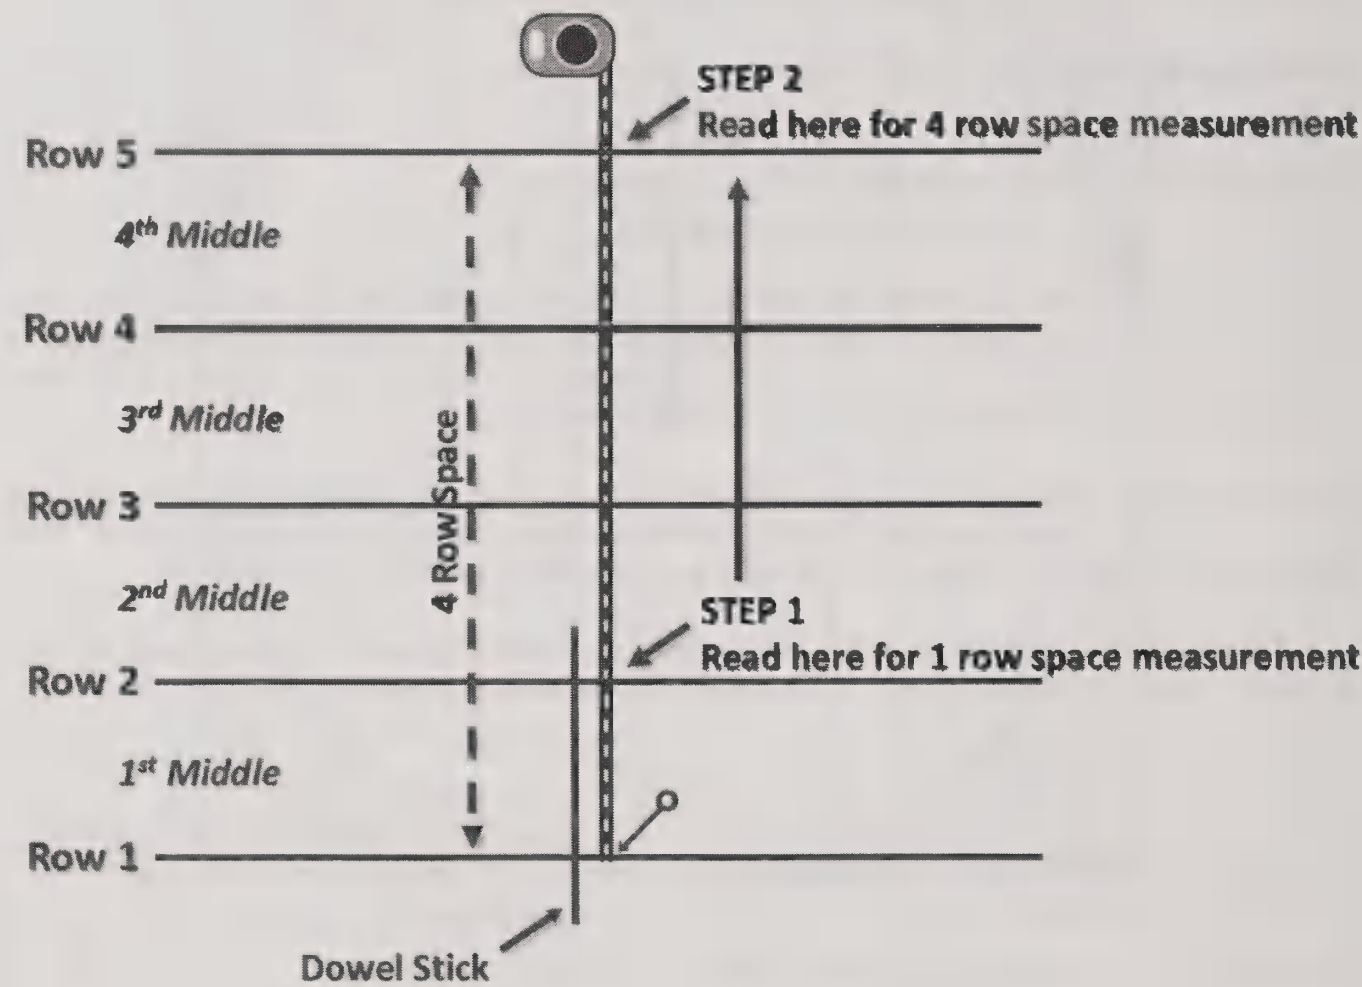 STEP 2
Read here for 4 row space measurement
Row 5
4th Middle
Row 4
3rd Middle
4 Row Space
Row 3
2nd Middle
STEP 1
Read here for 1 row space measurement
Row 2
1st Middle
Row 1
Dowel Stick